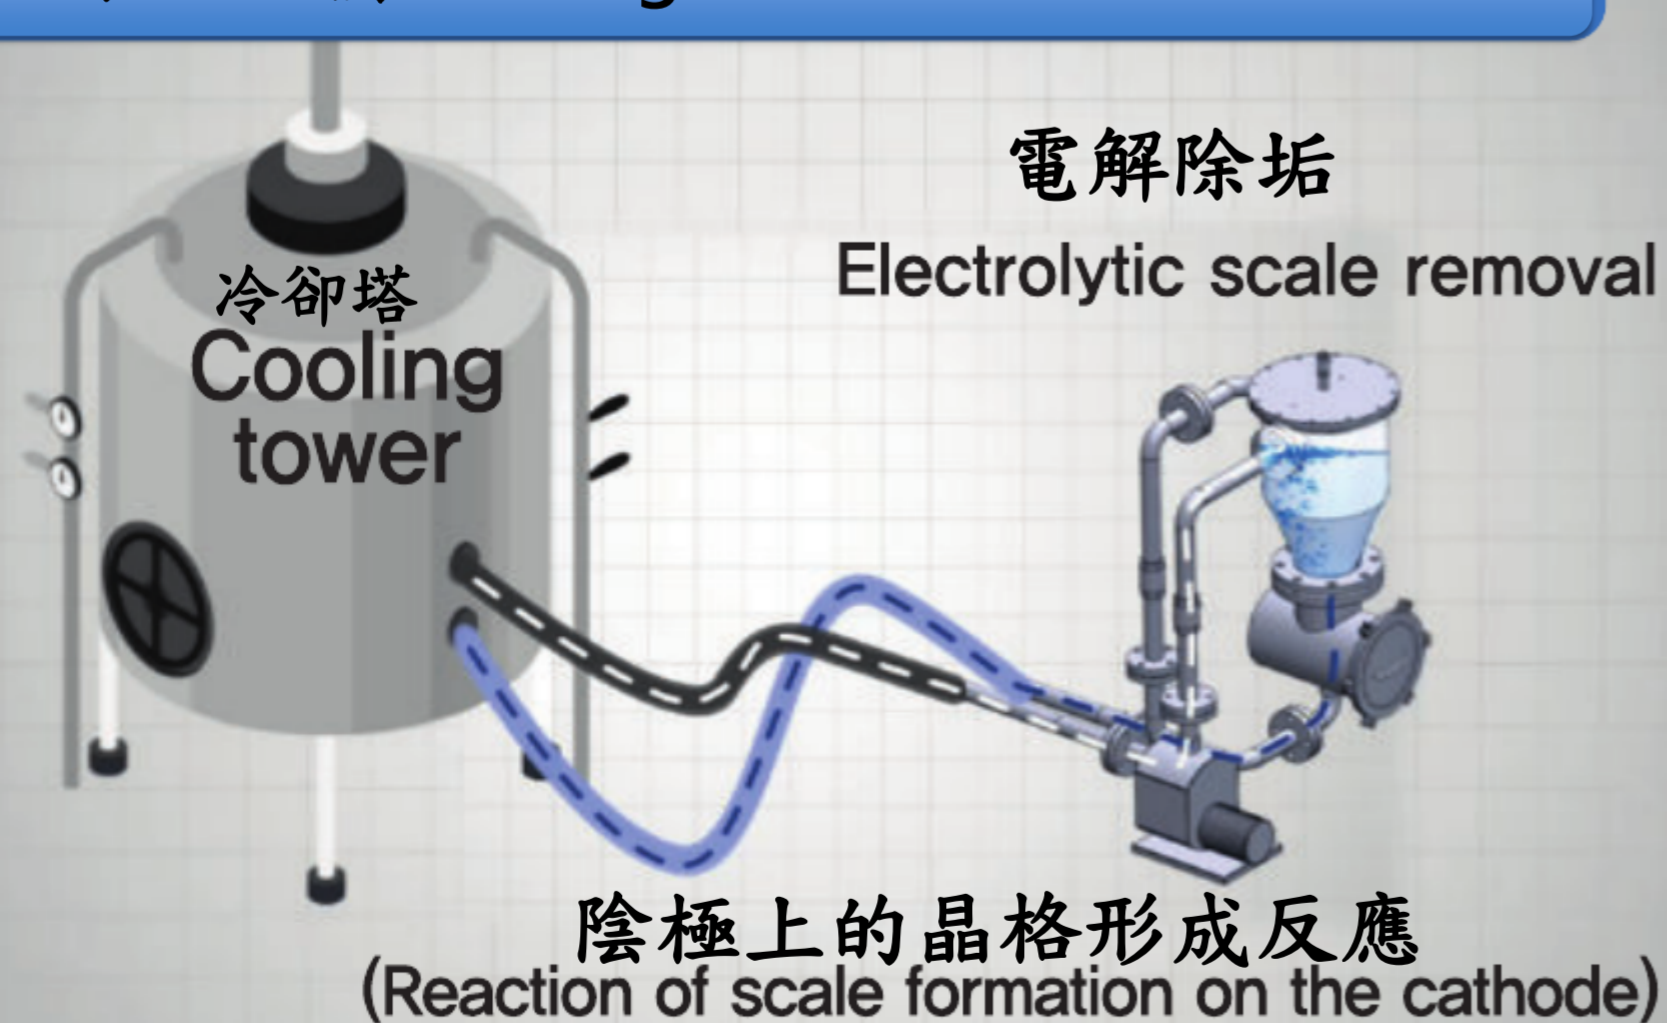 電解除垢
Electrolytic scale removal
冷卻塔
Cooling
tower
陰極上的晶格形成反應
(Reaction of scale formation on the cathode)